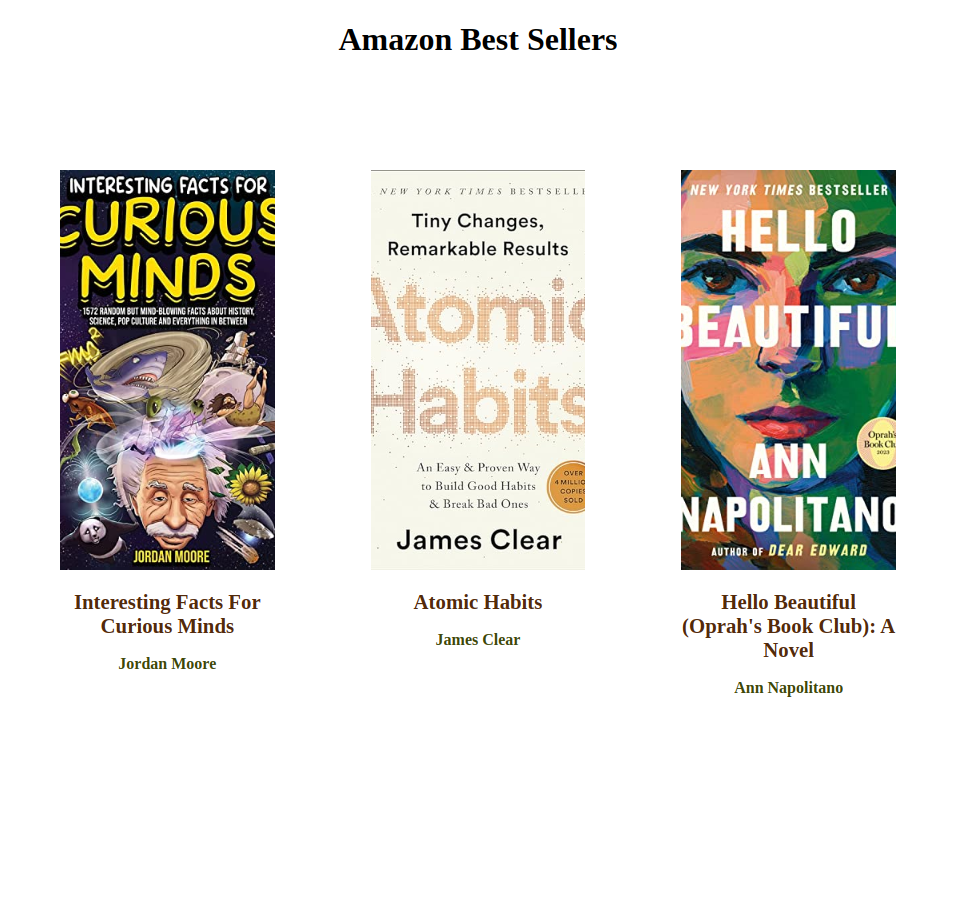 Amazon Best Sellers
INTERESTING FACTS FOR
CURIOUS
MINDS
1572 RANDOM BUT MIND-BLOWING FACTS ABOUT HISTORY,
SCIENCE, POP CULTURE AND EVERYTHING IN BETWEEN
JORDAN MOORE
Interesting Facts For
Curious Minds
Jordan Moore
NEW YORK TIMES BESTSELLE
Tiny Changes,
Remarkable Results
Atomic
Habits
An Easy & Proven Way
to Build Good Habits
& Break Bad Ones
OVER
4 MILLIO
COPIES
SOLD
James Clear
Atomic Habits
James Clear
NEW YORK TIMES BESTSELLER
HELLO
BEAUTIFUL
ANN
NAPOLITANO
Oprah's
Book Clu
2023
AUTHOR OF DEAR EDWARD
Hello Beautiful
(Oprah's Book Club): A
Novel
Ann Napolitano